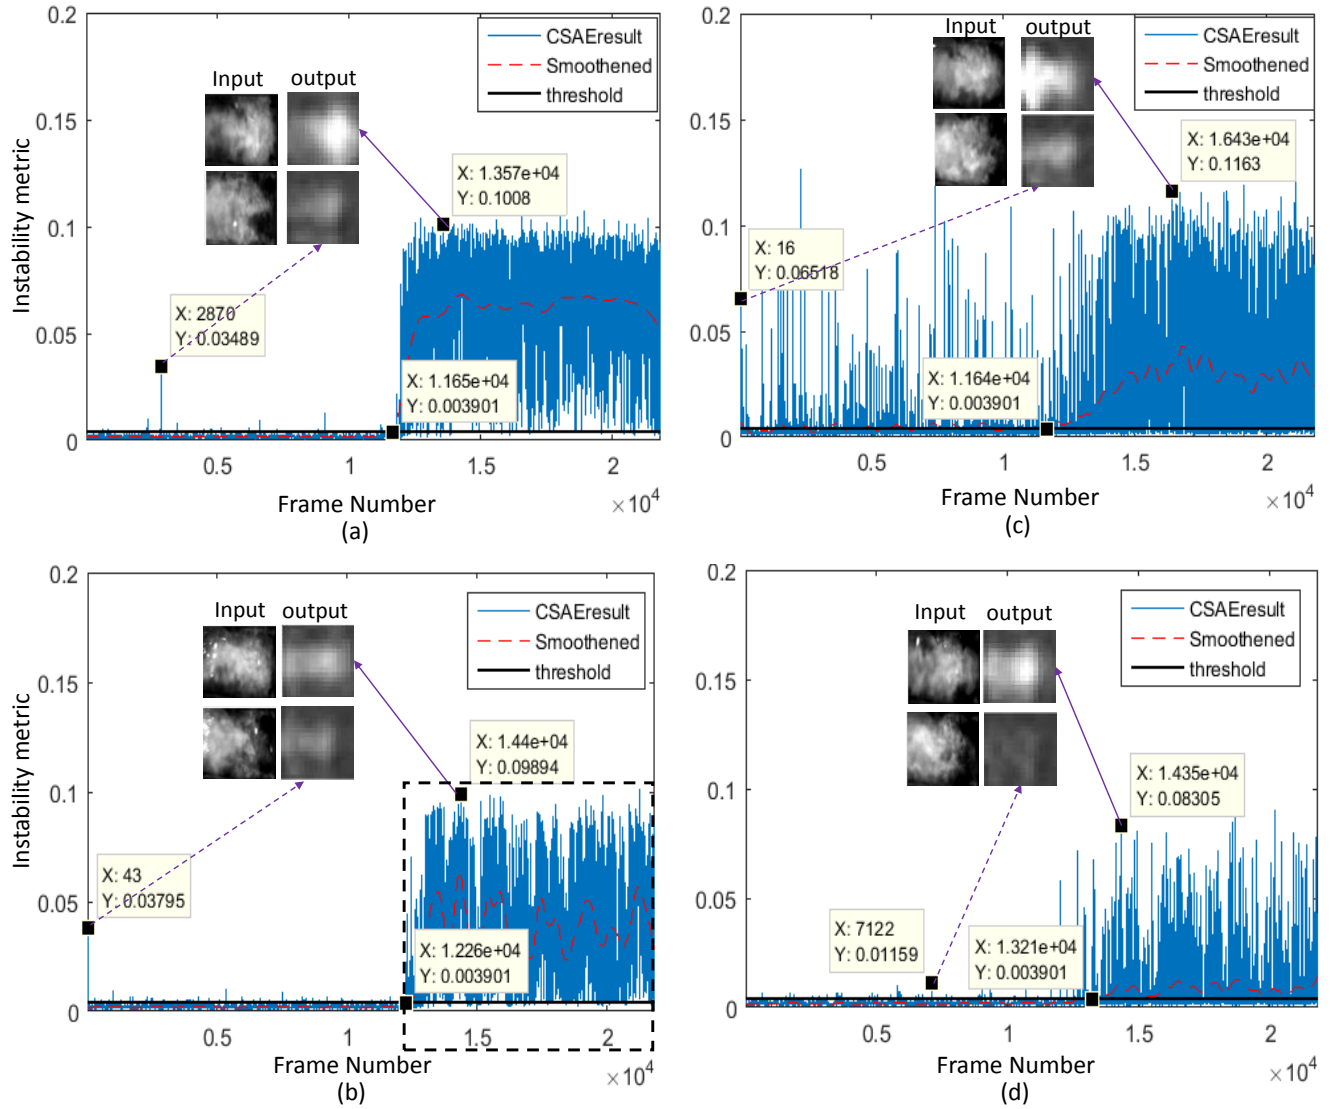 0.2
0.15
0.1
0.05
0
Instability metric
Input output
CSAEresult
Smoothened
threshold
X: 1.357e+04
Y: 0.1008
X: 2870
Y: 0.03489
X: 1.165e+04
Y: 0.003901
0.5 1 1.5 2
×10⁴
Frame Number
(a)
0.2
0.15
0.1
0.05
0
Input output
CSAEresult
Smoothened
threshold
X: 1.643e+04
Y: 0.1163
X: 16
Y: 0.06518
X: 1.164e+04
Y: 0.003901
0.5 1 1.5 2
×10⁴
Frame Number
(c)
0.2
0.15
0.1
0.05
0
Instability metric
Input output
CSAEresult
Smoothened
threshold
X: 1.44e+04
Y: 0.09894
X: 43
Y: 0.03795
X: 1.226e+04
Y: 0.003901
0.5 1 1.5 2
×10⁴
Frame Number
(b)
0.2
0.15
0.1
0.05
0
Input output
CSAEresult
Smoothened
threshold
X: 1.435e+04
Y: 0.08305
X: 7122
Y: 0.01159
X: 1.321e+04
Y: 0.003901
0.5 1 1.5 2
×10⁴
Frame Number
(d)